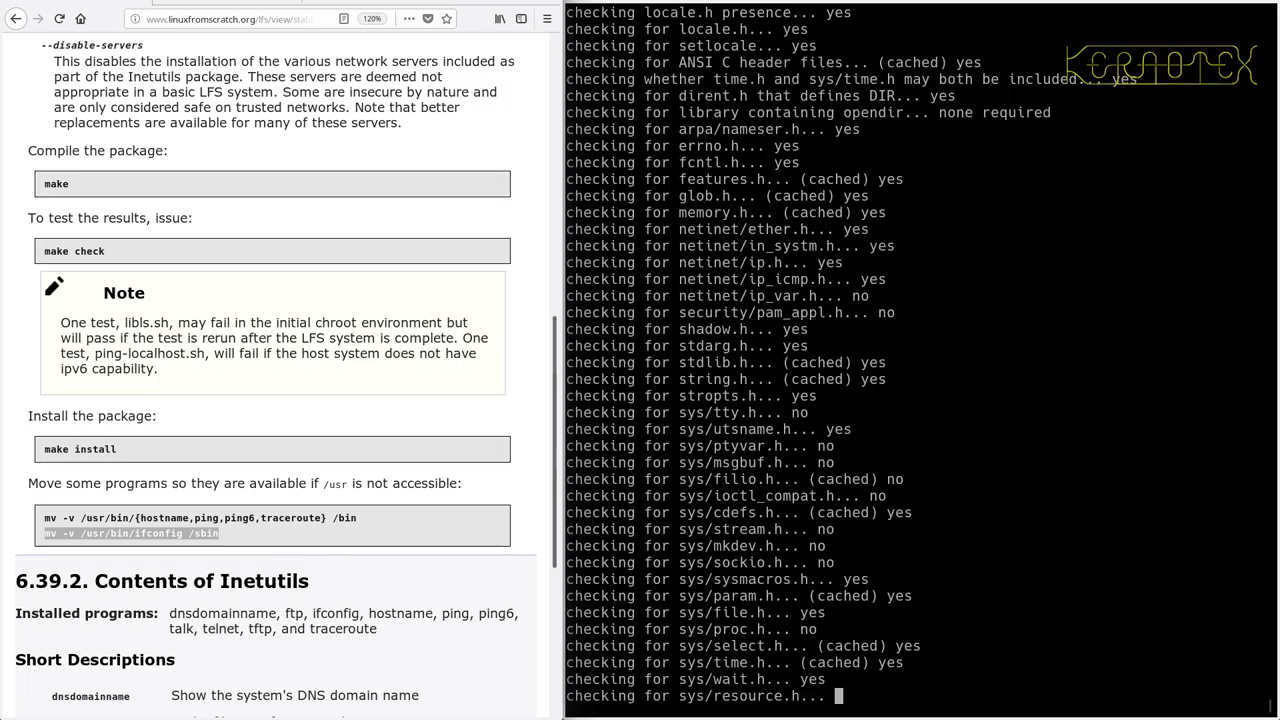 www.linuxfromscratch.org/lfs/view/stabl
120%
--disable-servers
This disables the installation of the various network servers included as
part of the Inetutils package. These servers are deemed not
appropriate in a basic LFS system. Some are insecure by nature and
are only considered safe on trusted networks. Note that better
replacements are available for many of these servers.
Compile the package:
make
To test the results, issue:
make check
Note
One test, libls.sh, may fail in the initial chroot environment but
will pass if the test is rerun after the LFS system is complete. One
test, ping-localhost.sh, will fail if the host system does not have
ipv6 capability.
Install the package:
make install
Move some programs so they are available if /usr is not accessible:
mv -v /usr/bin/{hostname,ping,ping6,traceroute} /bin
mv -v /usr/bin/ifconfig /sbin
6.39.2. Contents of Inetutils
Installed programs: dnsdomainname, ftp, ifconfig, hostname, ping, ping6,
talk, telnet, tftp, and traceroute
Short Descriptions
dnsdomainname Show the system's DNS domain name
checking locale.h presence... yes
checking for locale.h... yes
checking for setlocale... yes
checking for ANSI C header files... (cached) yes
checking whether time.h and sys/time.h may both be included... yes
checking for dirent.h that defines DIR... yes
checking for library containing opendir... none required
checking for arpa/nameser.h... yes
checking for errno.h... yes
checking for fcntl.h... yes
checking for features.h... (cached) yes
checking for glob.h... (cached) yes
checking for memory.h... (cached) yes
checking for netinet/ether.h... yes
checking for netinet/in_systm.h... yes
checking for netinet/ip.h... yes
checking for netinet/ip_icmp.h... yes
checking for netinet/ip_var.h... no
checking for security/pam_appl.h... no
checking for shadow.h... yes
checking for stdarg.h... yes
checking for stdlib.h... (cached) yes
checking for string.h... (cached) yes
checking for stropts.h... yes
checking for sys/tty.h... no
checking for sys/utsname.h... yes
checking for sys/ptyvar.h... no
checking for sys/msgbuf.h... no
checking for sys/filio.h... (cached) no
checking for sys/ioctl_compat.h... no
checking for sys/cdefs.h... (cached) yes
checking for sys/stream.h... no
checking for sys/mkdev.h... no
checking for sys/sockio.h... no
checking for sys/sysmacros.h... yes
checking for sys/param.h... (cached) yes
checking for sys/file.h... yes
checking for sys/proc.h... no
checking for sys/select.h... (cached) yes
checking for sys/time.h... (cached) yes
checking for sys/wait.h... yes
checking for sys/resource.h...